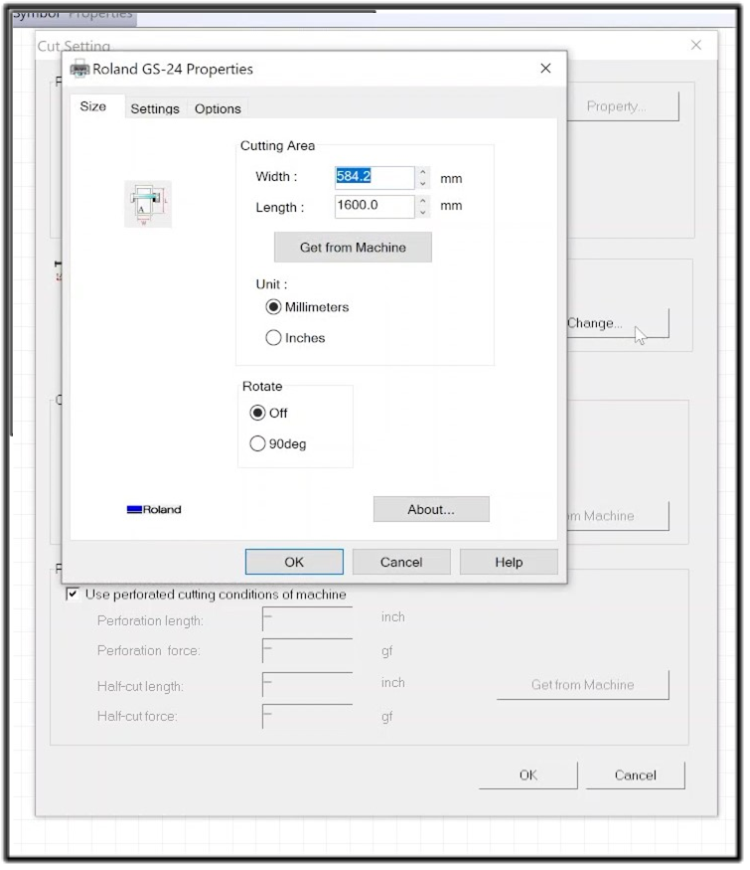 Symbol Properties
Cut Setting
Roland GS-24 Properties
Size Settings Options
Property...
Cutting Area
Width : 584.2 mm
Length : 1600.0 mm
Get from Machine
Unit :
Millimeters
Inches
Change...
Rotate
Off
90deg
Roland
About...
Machine
OK Cancel Help
Use perforated cutting conditions of machine
Perforation length: – inch
Perforation force: – gf
Half-cut length: – inch
Get from Machine
Half-cut force: – gf
OK Cancel